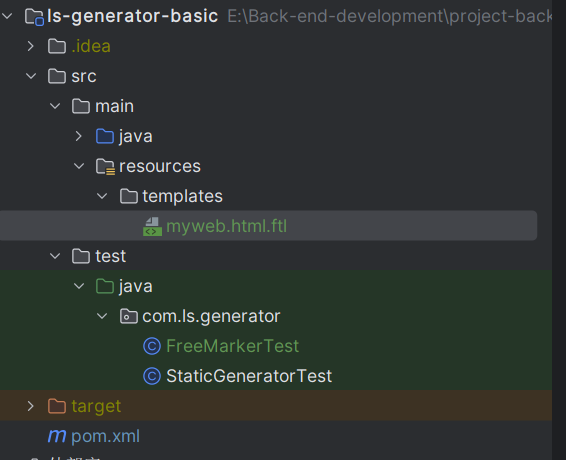 ls-generator-basic E:\Back-end-development\project-back
.idea
src
main
java
resources
templates
myweb.html.ftl
test
java
com.ls.generator
FreeMarkerTest
StaticGeneratorTest
target
pom.xml